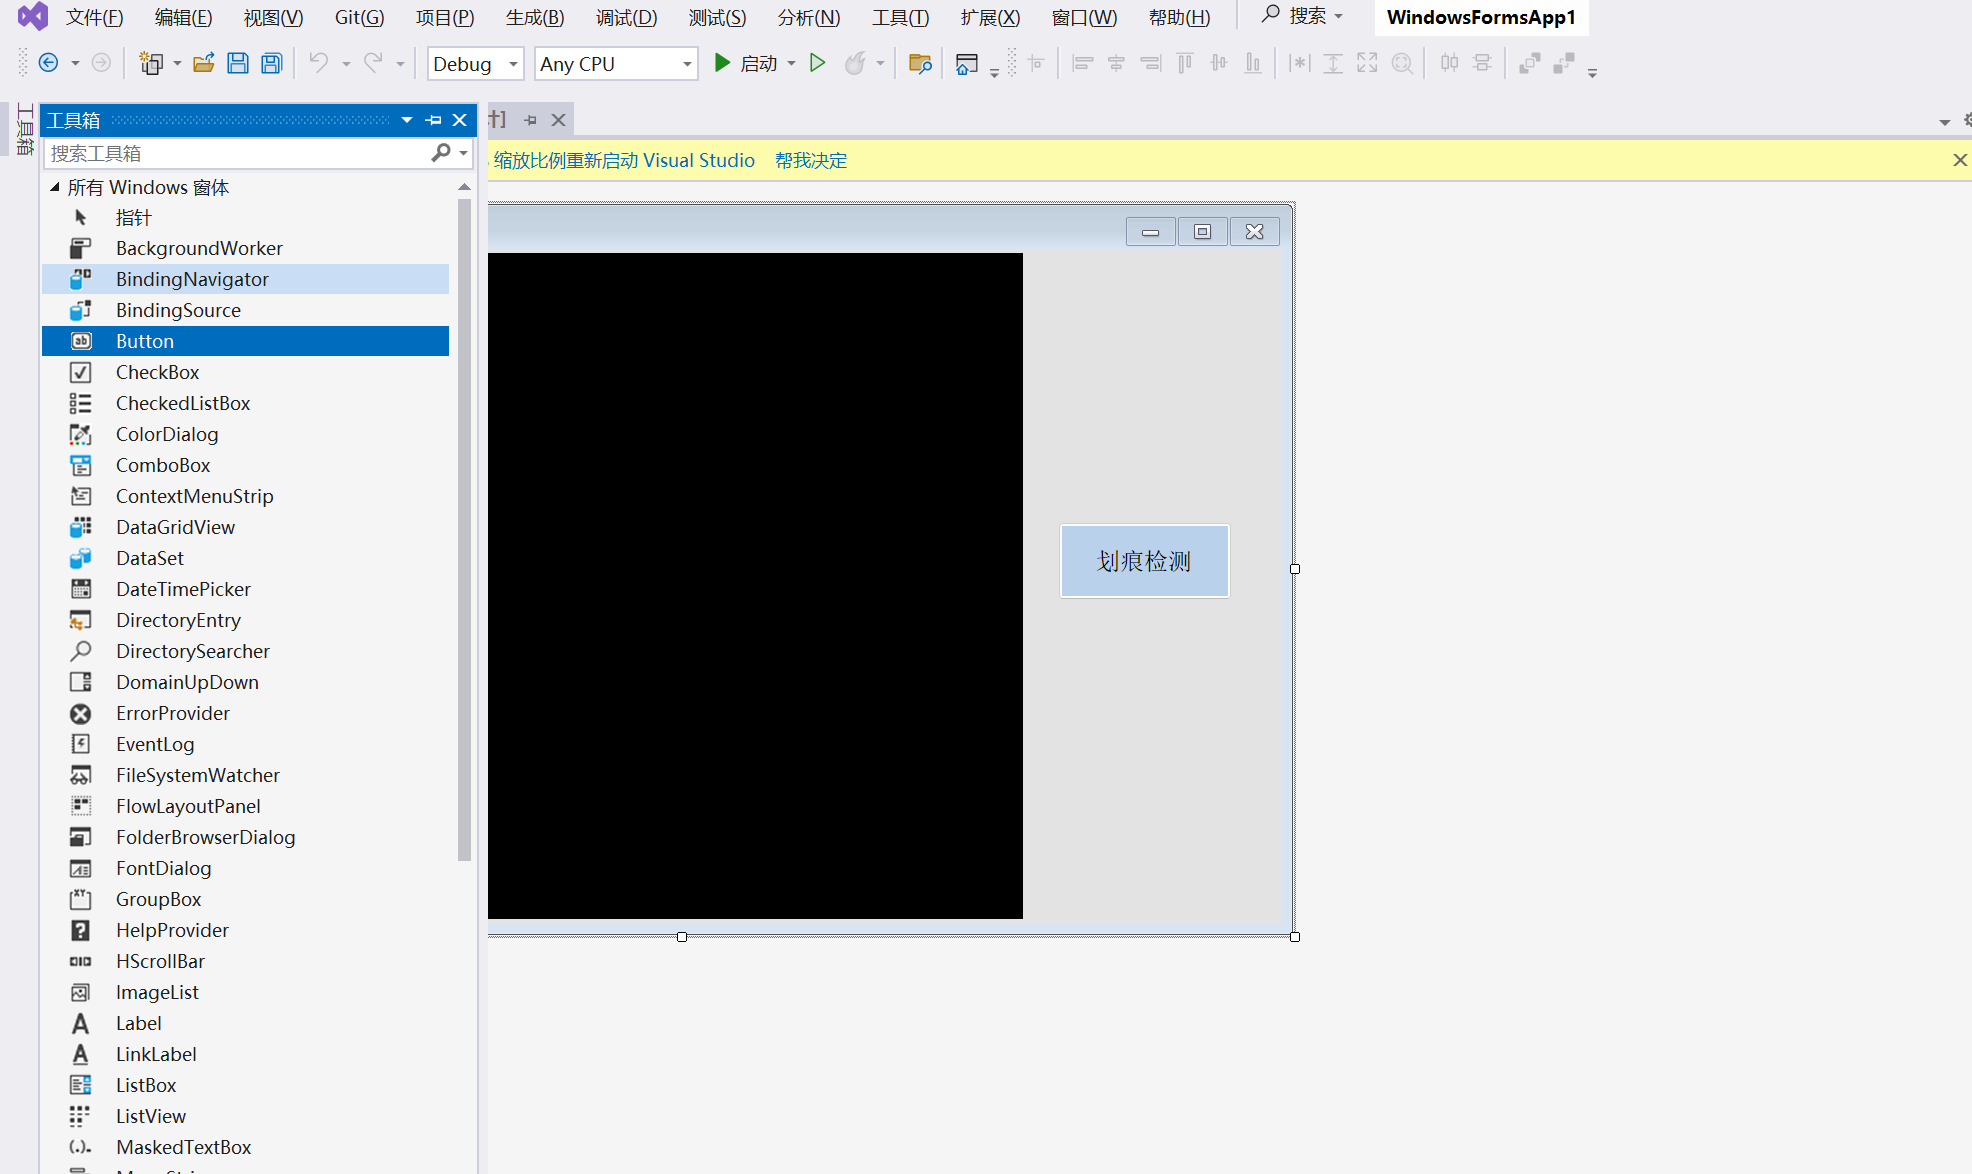 文件(F) 编辑(E) 视图(V) Git(G) 项目(P) 生成(B) 调试(D) 测试(S) 分析(N) 工具(T) 扩展(X) 窗口(W) 帮助(H) 搜索 WindowsFormsApp1
Debug Any CPU 启动
工具箱
工具箱
计]
搜索工具箱
缩放比例重新启动 Visual Studio 帮我决定
所有 Windows 窗体
指针
BackgroundWorker
BindingNavigator
BindingSource
Button
CheckBox
CheckedListBox
ColorDialog
ComboBox
ContextMenuStrip
DataGridView
DataSet
DateTimePicker
DirectoryEntry
DirectorySearcher
DomainUpDown
ErrorProvider
EventLog
FileSystemWatcher
FlowLayoutPanel
FolderBrowserDialog
FontDialog
GroupBox
HelpProvider
HScrollBar
ImageList
Label
LinkLabel
ListBox
ListView
MaskedTextBox
划痕检测